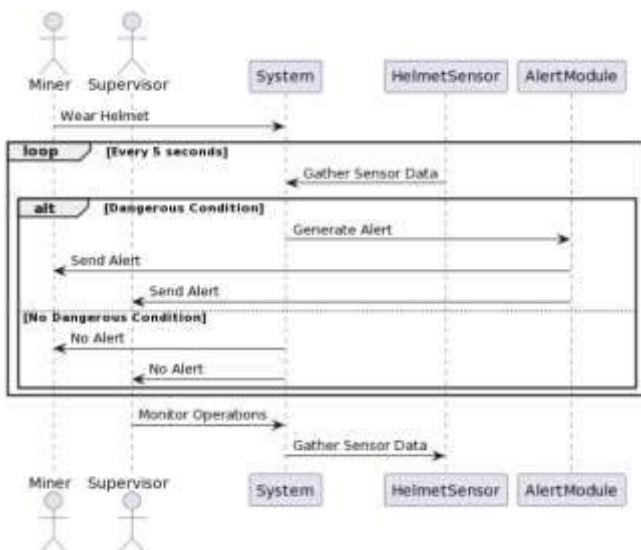 Miner Supervisor System HelmetSensor AlertModule
Wear Helmet
loop [Every 5 seconds]
Gather Sensor Data
alt [Dangerous Condition]
Generate Alert
Send Alert
Send Alert
[No Dangerous Condition]
No Alert
No Alert
Monitor Operations
Gather Sensor Data
Miner Supervisor System HelmetSensor AlertModule